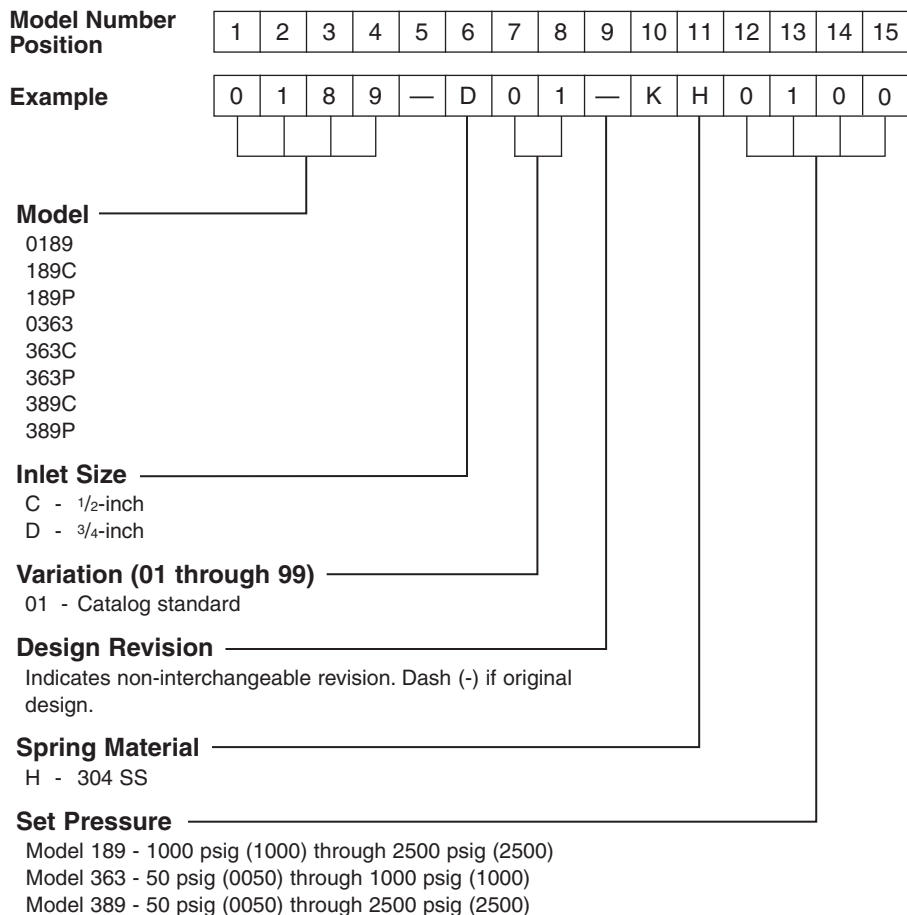 Model Number
Position
1 2 3 4 5 6 7 8 9 10 11 12 13 14 15
Example
0 1 8 9 — D 0 1 — K H 0 1 0 0
Model
0189
189C
189P
0363
363C
363P
389C
389P
Inlet Size
C - 1/2-inch
D - 3/4-inch
Variation (01 through 99)
01 - Catalog standard
Design Revision
Indicates non-interchangeable revision. Dash (-) if original
design.
Spring Material
H - 304 SS
Set Pressure
Model 189 - 1000 psig (1000) through 2500 psig (2500)
Model 363 - 50 psig (0050) through 1000 psig (1000)
Model 389 - 50 psig (0050) through 2500 psig (2500)